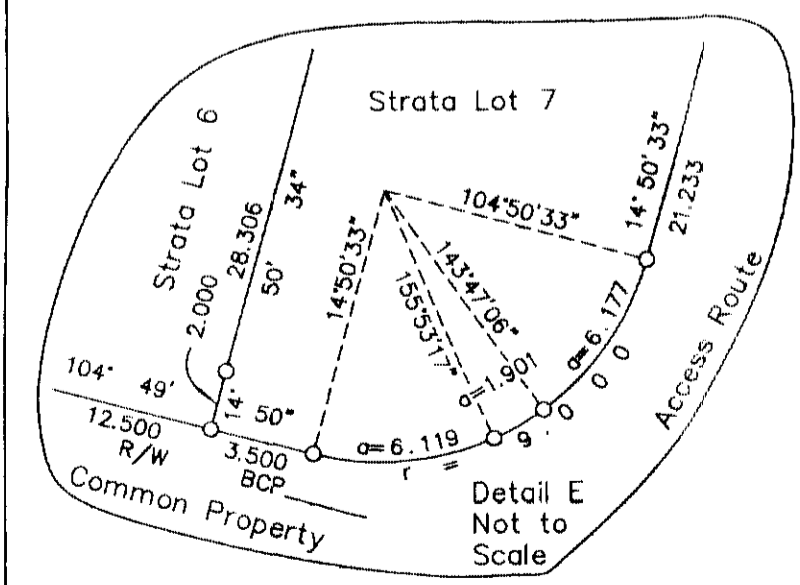 Strata Lot 7
Strata Lot 6
2.000
28.306
14° 50' 34"
14°50'33"
104°50'33"
14°50'33"
21.233
143°47'06"
155°53'17"
a=1.901
a=6.177
a=6.119
r = 9.000
Access Route
104° 49' 50"
12.500
R/W
3.500
BCP
Common Property
Detail E
Not to
Scale